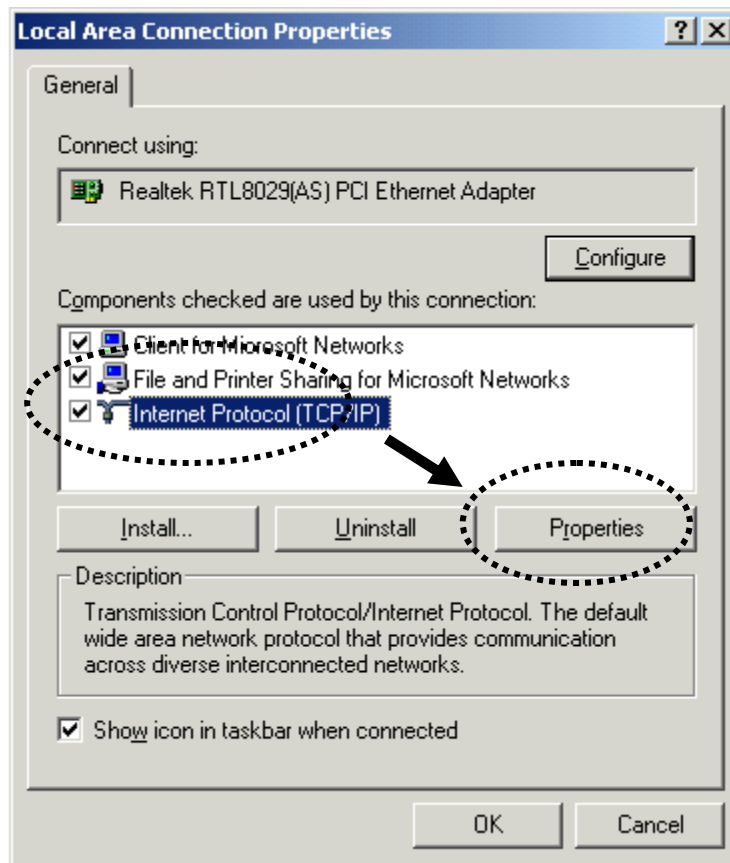 Local Area Connection Properties
General
Connect using:
Realtek RTL8029(AS) PCI Ethernet Adapter
Configure
Components checked are used by this connection:
Client for Microsoft Networks
File and Printer Sharing for Microsoft Networks
Internet Protocol (TCP/IP)
Install...
Uninstall
Properties
Description
Transmission Control Protocol/Internet Protocol. The default
wide area network protocol that provides communication
across diverse interconnected networks.
Show icon in taskbar when connected
OK
Cancel